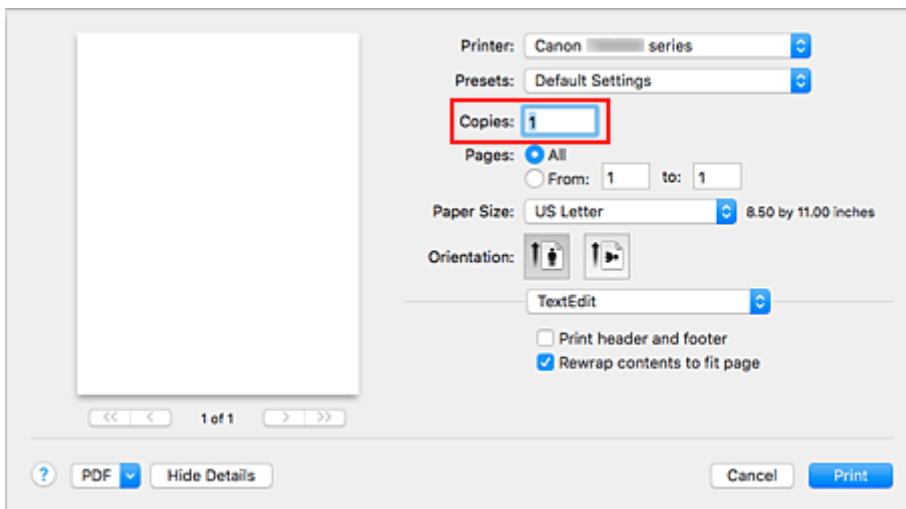 Printer: Canon series
Presets: Default Settings
Copies: 1
Pages: All
From: 1 to: 1
Paper Size: US Letter 8.50 by 11.00 inches
Orientation:
TextEdit
Print header and footer
Rewrap contents to fit page
<< < 1 of 1 > >>
? PDF Hide Details Cancel Print